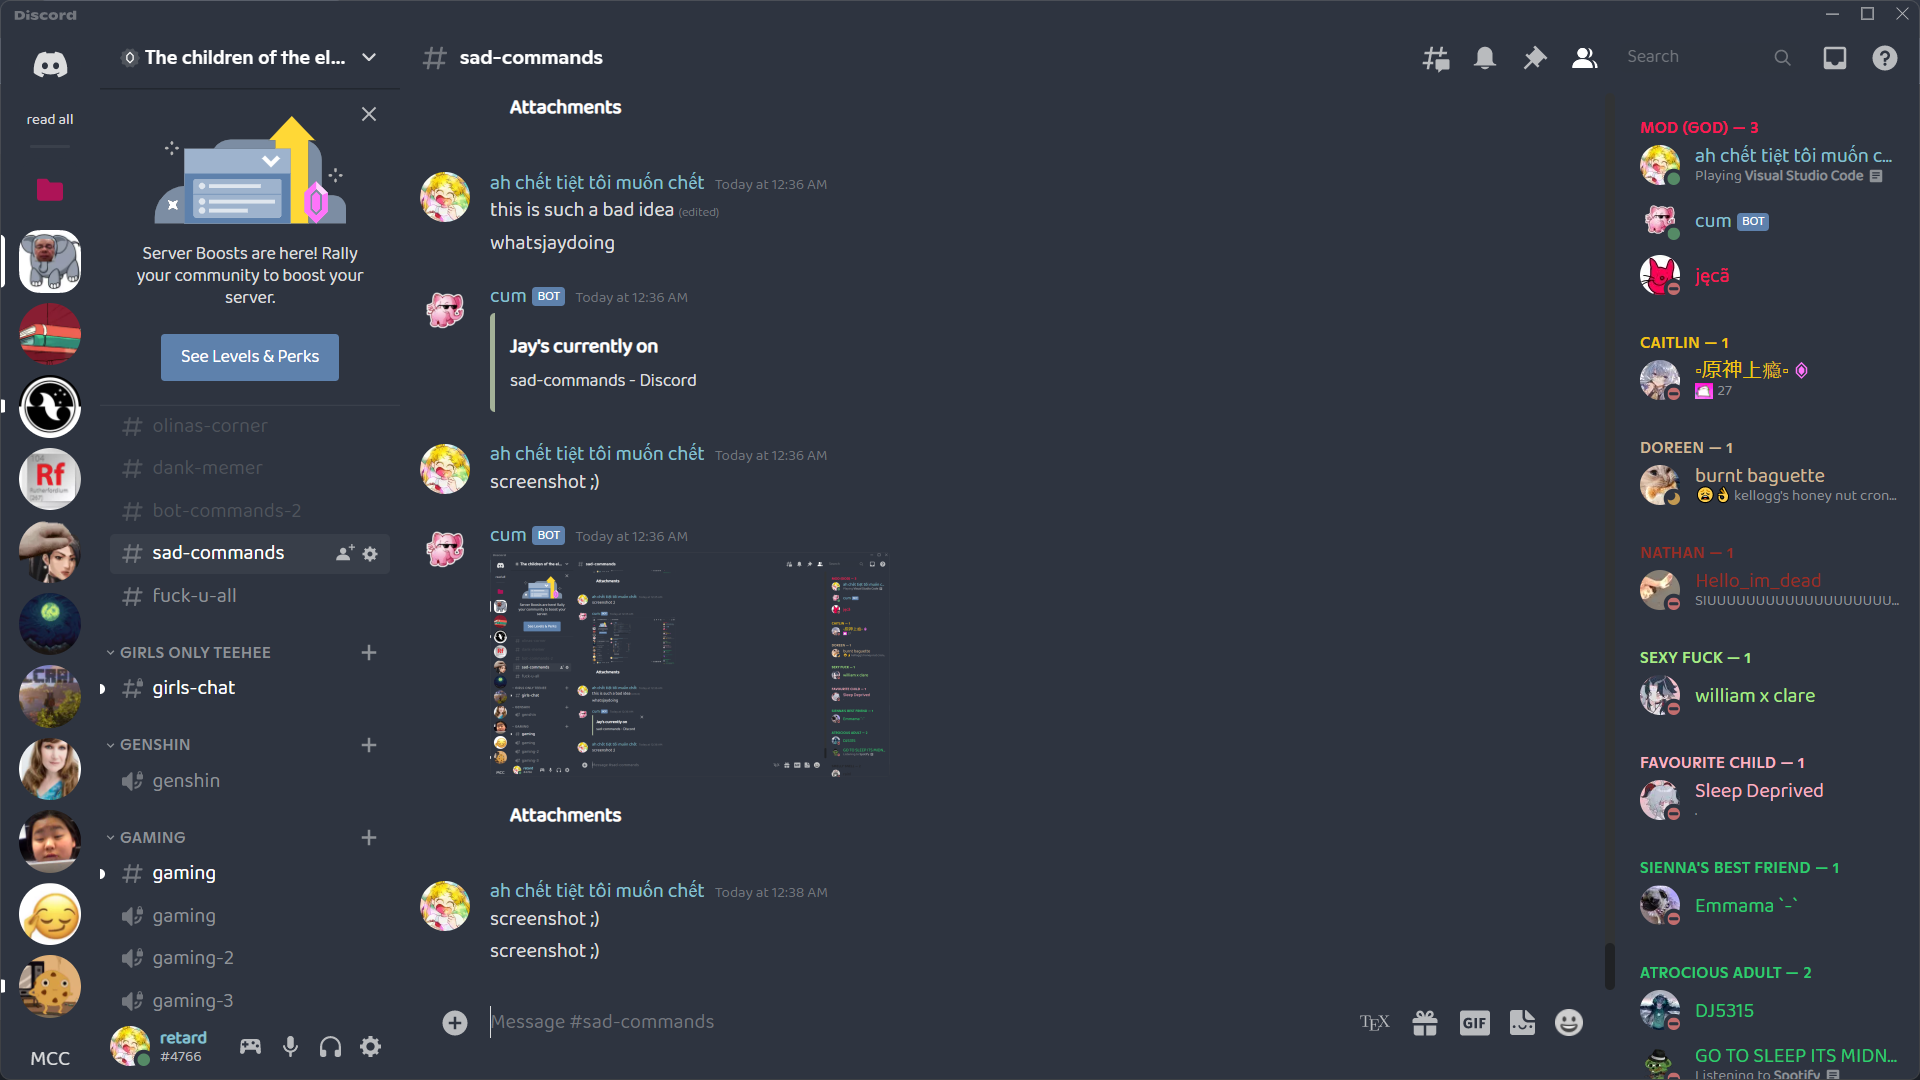 Discord
read all
MCC
The children of the el...
Server Boosts are here! Rally
your community to boost your
server.
See Levels & Perks
olinas-corner
dank-memer
bot-commands-2
sad-commands
fuck-u-all
GIRLS ONLY TEEHEE
girls-chat
GENSHIN
genshin
GAMING
gaming
gaming
gaming-2
gaming-3
retard
#4766
sad-commands
Search
Attachments
ah chết tiệt tôi muốn chết Today at 12:36 AM
this is such a bad idea (edited)
whatsjaydoing
cum BOT Today at 12:36 AM
Jay's currently on
sad-commands - Discord
ah chết tiệt tôi muốn chết Today at 12:36 AM
screenshot ;)
cum BOT Today at 12:36 AM
Attachments
ah chết tiệt tôi muốn chết Today at 12:38 AM
screenshot ;)
screenshot ;)
Message #sad-commands
TEX
GIF
MOD (GOD) — 3
ah chết tiệt tôi muốn c...
Playing Visual Studio Code
cum BOT
jęcã
CAITLIN — 1
▫原神上瘾▫
27
DOREEN — 1
burnt baguette
kellogg's honey nut cron...
NATHAN — 1
Hello_im_dead
SIUUUUUUUUUUUUUUUUUUU...
SEXY FUCK — 1
william x clare
FAVOURITE CHILD — 1
Sleep Deprived
.
SIENNA'S BEST FRIEND — 1
Emmama `-`
ATROCIOUS ADULT — 2
DJ5315
GO TO SLEEP ITS MIDN...
Listening to Spotify
Rf